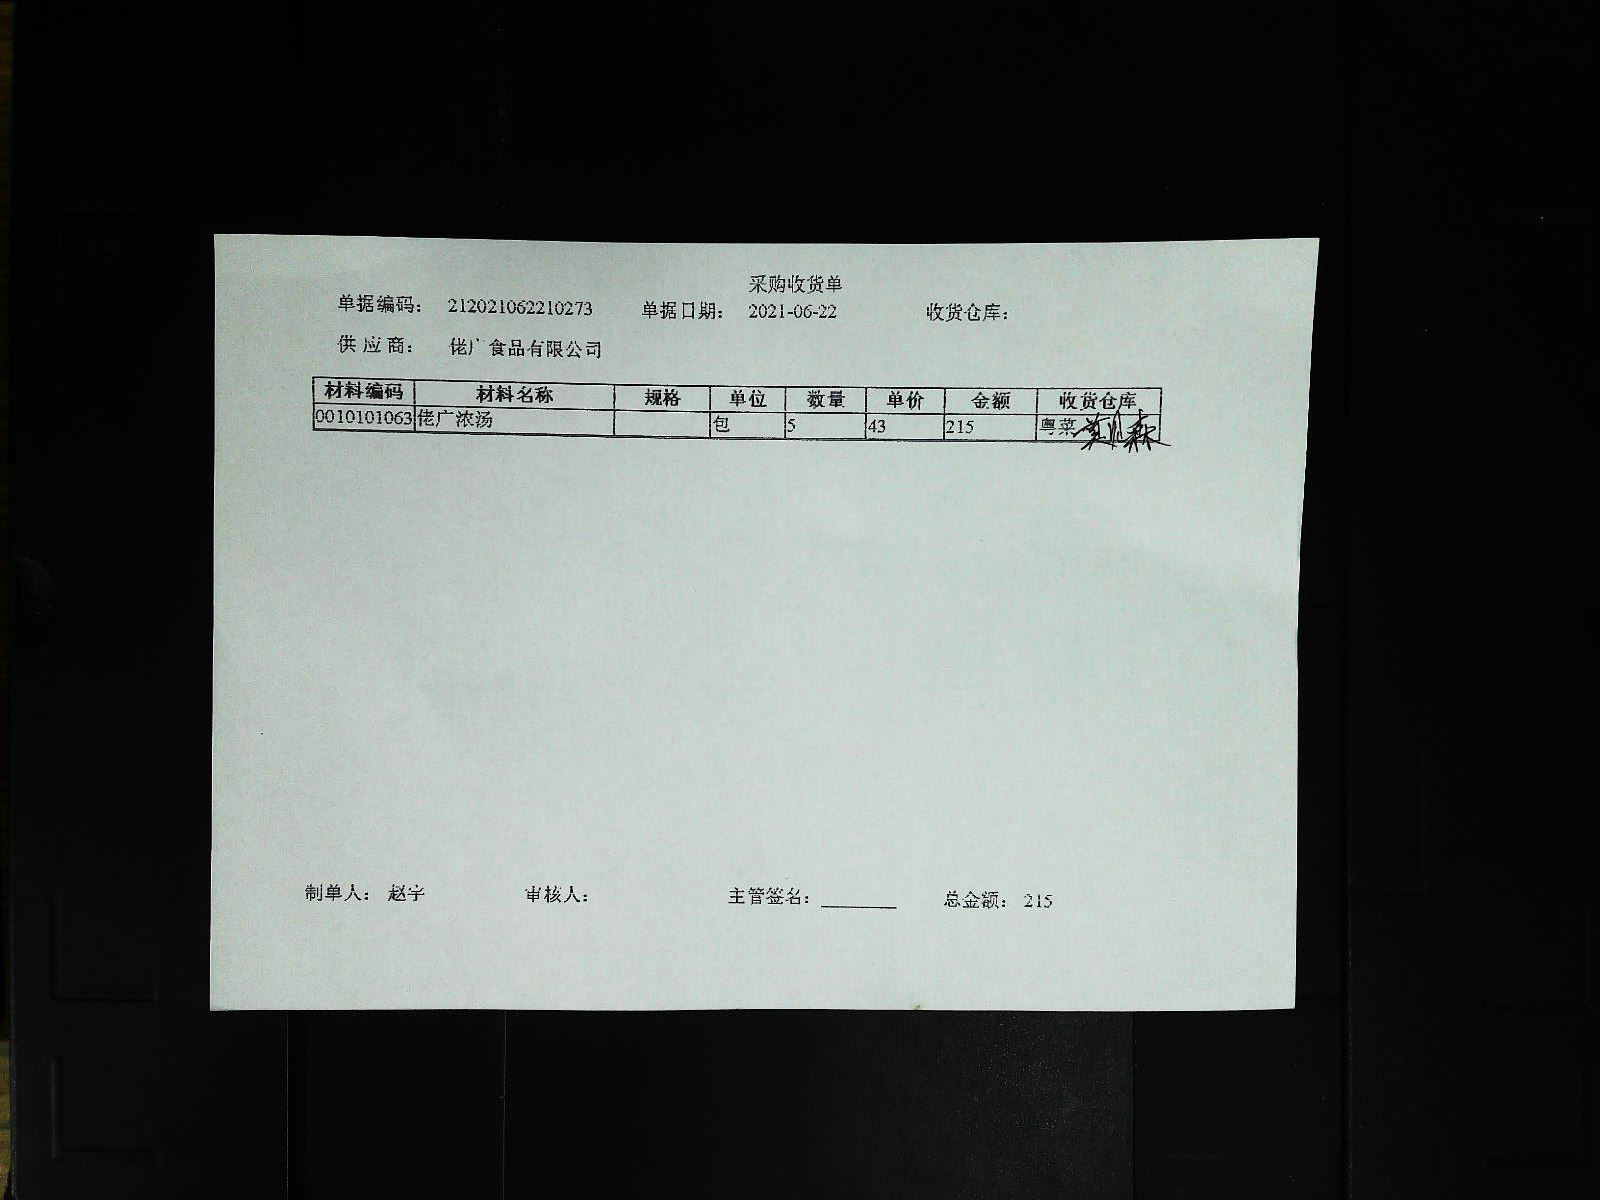 采购收货单
单据编码： 212021062210273 单据日期： 2021-06-22 收货仓库：
供 应 商： 佬广食品有限公司
材料编码 材料名称 规格 单位 数量 单价 金额 收货仓库
0010101063 佬广浓汤 包 5 43 215 粤菜
制单人： 赵宇 审核人： 主管签名： 总金额： 215